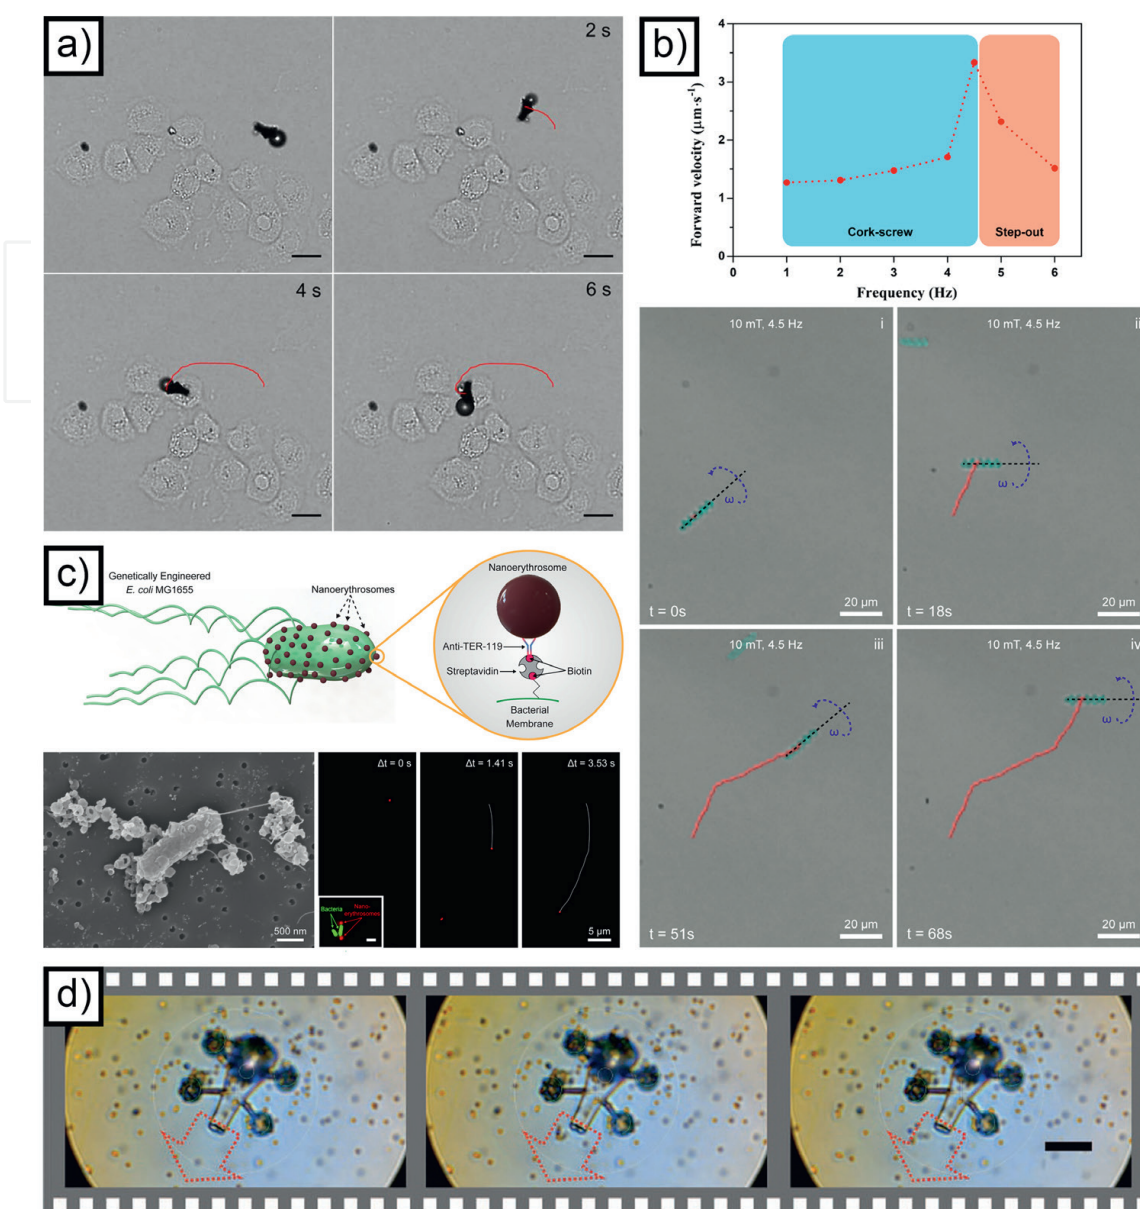 a)
2 s
4 s
6 s
b)
Forward velocity (μm·s⁻¹)
4
3
2
1
0
Cork-screw
Step-out
0
1
2
3
4
5
6
Frequency (Hz)
10 mT, 4.5 Hz
i
ω
t = 0s
20 μm
10 mT, 4.5 Hz
ii
ω
t = 18s
20 μm
10 mT, 4.5 Hz
iii
ω
t = 51s
20 μm
10 mT, 4.5 Hz
iv
ω
t = 68s
20 μm
c)
Genetically Engineered
E. coli MG1655
Nanoerythrosomes
Nanoerythrosome
Anti-TER-119
Streptavidin
Biotin
Bacterial
Membrane
500 nm
Δt = 0 s
Bacteria
Nano-
erythrosomes
Δt = 1.41 s
Δt = 3.53 s
5 μm
d)